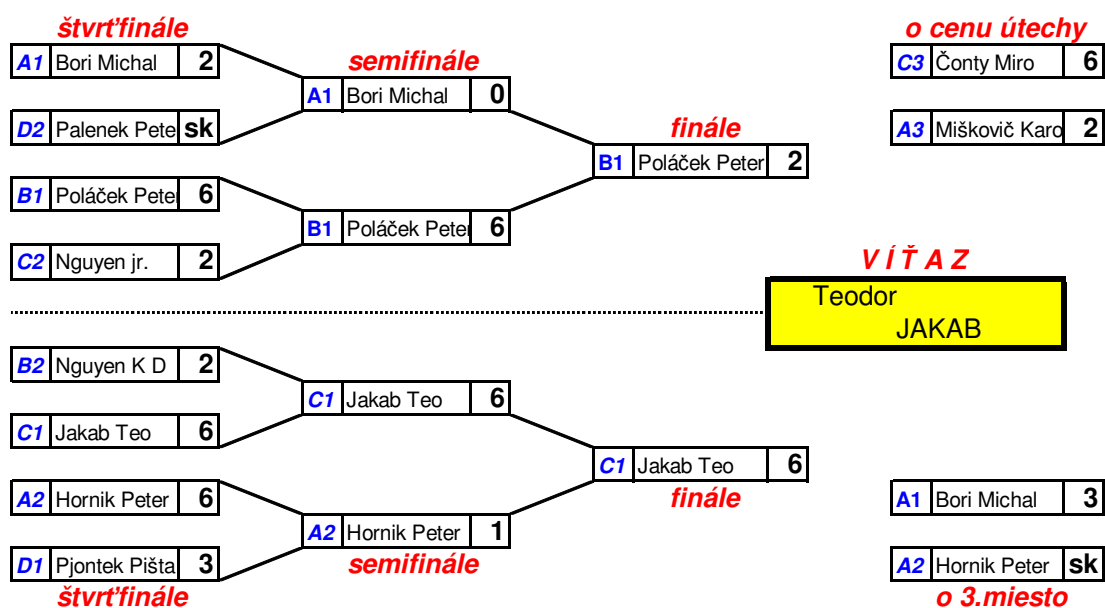 štvrťfinále
A1 Bori Michal 2
D2 Palenek Pete sk
B1 Poláček Peter 6
C2 Nguyen jr. 2
semifinále
A1 Bori Michal 0
B1 Poláček Peter 6
finále
B1 Poláček Peter 2
o cenu útechy
C3 Čonty Miro 6
A3 Miškovič Karo 2
VÍŤAZ
Teodor
JAKAB
B2 Nguyen K D 2
C1 Jakab Teo 6
A2 Hornik Peter 6
D1 Pjontek Pišta 3
štvrťfinále
C1 Jakab Teo 6
A2 Hornik Peter 1
semifinále
C1 Jakab Teo 6
finále
A1 Bori Michal 3
A2 Hornik Peter sk
o 3.miesto